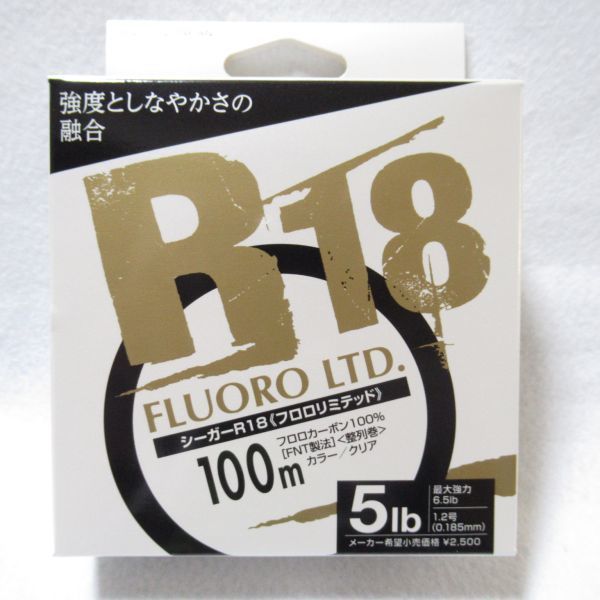 強度としなやかさの
融合
R18
FLUORO LTD.
シーガーR18《フロロリミテッド》
100m
フロロカーボン100%
[FNT製法]<整列巻>
カラー/クリア
5lb
最大強力
6.5lb
1.2号
(0.185mm)
メーカー希望小売価格 ¥2,500